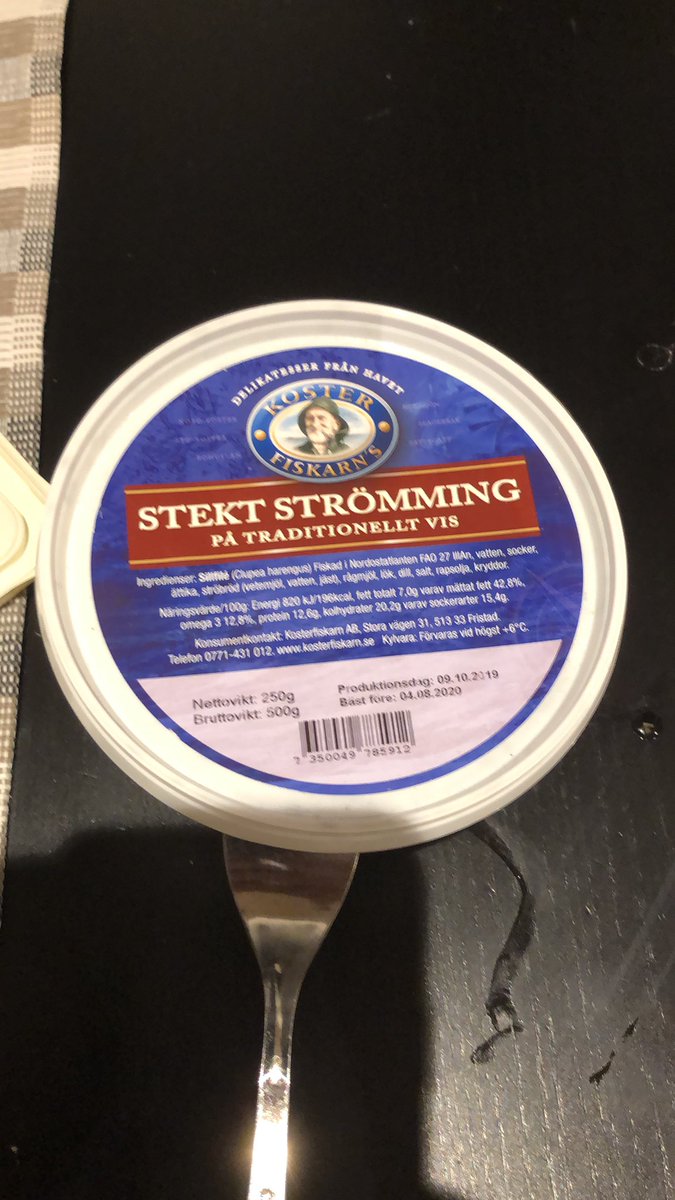 DELIKATESSER FRÅN HAVET
KOSTER
FISKARN'S
STEKT STRÖMMING
PÅ TRADITIONELLT VIS
Ingredienser: (Clupea harengus) Fiskad i Nordostatlanten FAO 27 IIIAn, vatten, socker,
ättika, ströbröd (vetemjöl, vatten, jäst), rågmjöl, lök, dill, salt, rapsolja, kryddor.
Näringsvärde/100g: Energi 820 kJ/196kcal, fett totalt 7,0g varav mättat fett 42,8%,
omega 3 12,8%, protein 12,6g, kolhydrater 20,2g varav sockerarter 15,4g.
Konsumentkontakt: Kosterfiskarn AB, Stora vägen 31, 513 33 Fristad.
Telefon 0771-431 012. www.kosterfiskarn.se Kylvara: Förvaras vid högst +6°C.
Nettovikt: 250g
Bruttovikt: 500g
Produktionsdag: 09.10.2019
Bäst före: 04.08.2020
7 350049 785912